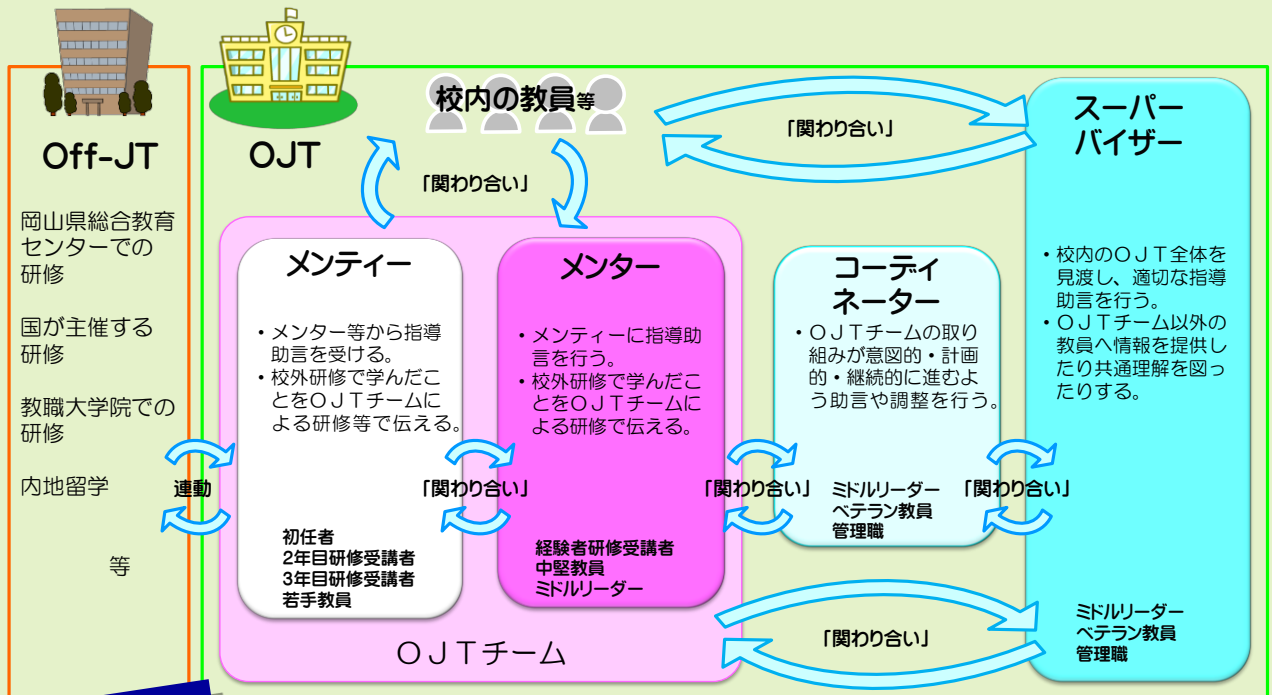 Off-JT
岡山県総合教育
センターでの
研修
国が主催する
研修
教職大学院での
研修
内地留学
等
連動
OJT
校内の教員等
「関わり合い」
「関わり合い」
メンティー
・メンター等から指導
助言を受ける。
・校外研修で学んだこ
とをＯＪＴチームに
よる研修等で伝える。
初任者
2年目研修受講者
3年目研修受講者
若手教員
「関わり合い」
メンター
・メンティーに指導助
言を行う。
・校外研修で学んだこ
とをＯＪＴチームに
よる研修で伝える。
経験者研修受講者
中堅教員
ミドルリーダー
ＯＪＴチーム
「関わり合い」
コーディ
ネーター
・ＯＪＴチームの取り
組みが意図的・計画
的・継続的に進むよ
う助言や調整を行う。
ミドルリーダー
ベテラン教員
管理職
「関わり合い」
「関わり合い」
スーパー
バイザー
・校内のＯＪＴ全体を
見渡し、適切な指導
助言を行う。
・ＯＪＴチーム以外の
教員へ情報を提供し
たり共通理解を図っ
たりする。
ミドルリーダー
ベテラン教員
管理職